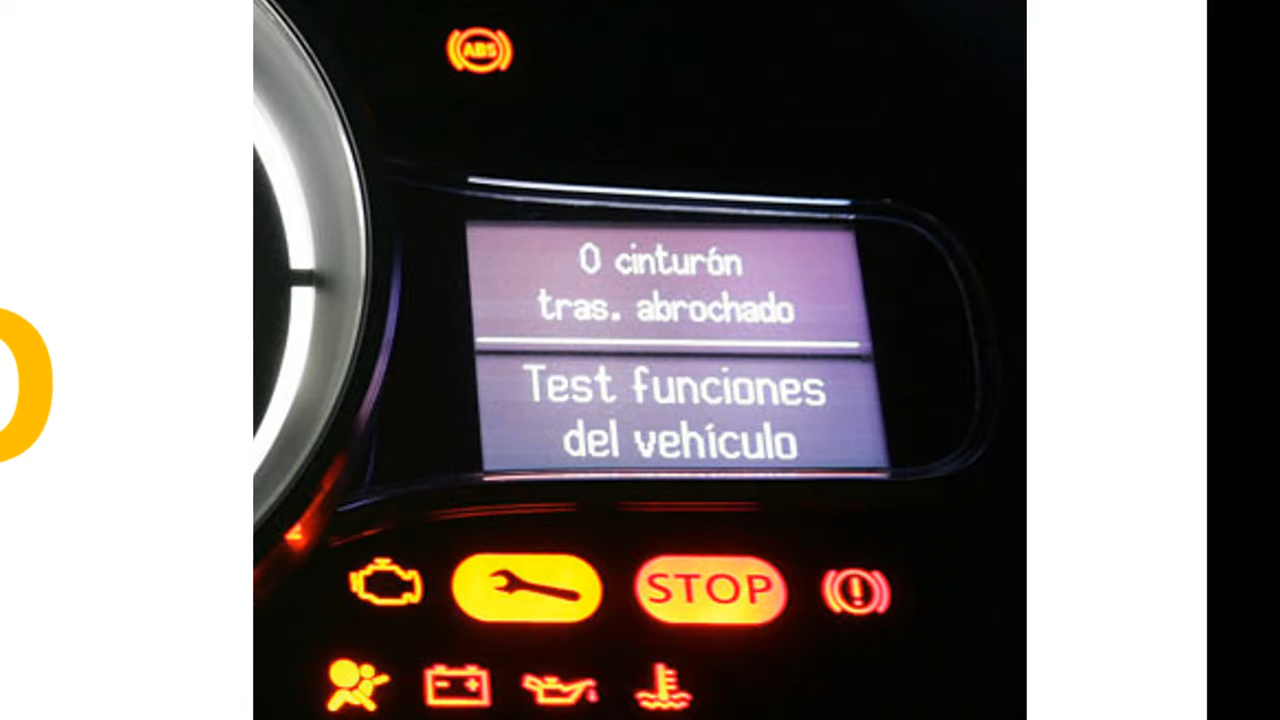 ABS
0 cinturón
tras. abrochado
Test funciones
del vehículo
STOP